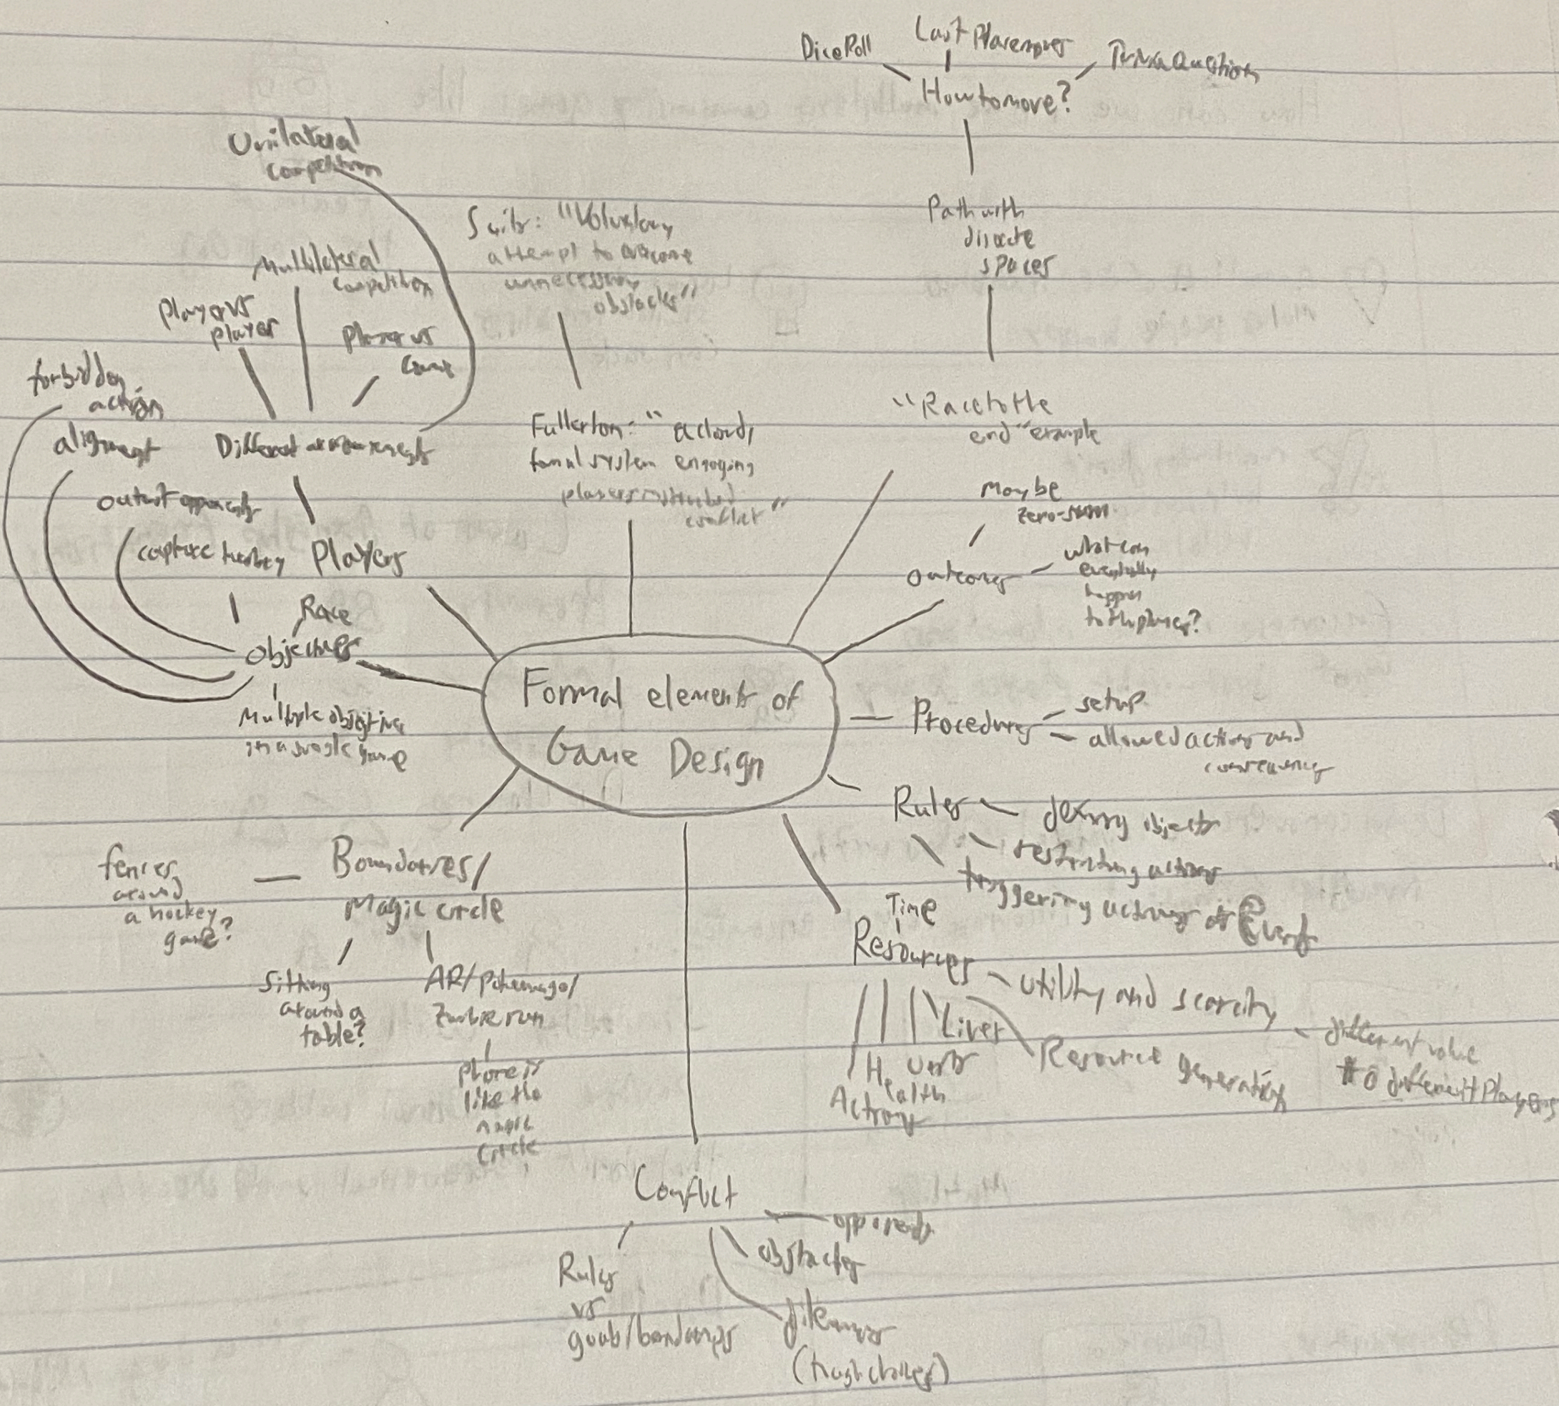 Dice Roll
Last Place moves
Trivia Question
How to move?
Path with
discrete
spaces
"Race to the
end" example
Unilateral
competition
Multilateral
competition
Player vs
player
Player vs
Game
Different arrangements
Players
Suits: "Voluntary
attempt to overcome
unnecessary
obstacles"
Fullerton: "a closed,
formal system engaging
players in structured
conflict"
maybe
zero-sum
Outcomes
what can
eventually
happen
to the players?
forbidden
action
alignment
outwit opponents
capture territory
Race
Objectives
Multiple objectives
in a single game
Formal elements of
Game Design
Procedures
setup
allowed actions and
consequences
Rules
defining objects
restricting actions
triggering actions or Events
Boundaries/
Magic circle
fences
around
a hockey
game?
Sitting
around a
table?
AR/Pokemongo/
Zombie run
Phone is
like the
magic
circle
Time
Resources
utility and scarcity
different value
to different players
Lives
Units
Health
Actions
Resource generation
Conflict
opponents
obstacles
dilemmas
(tough choices)
Rules
vs
goals/boundaries